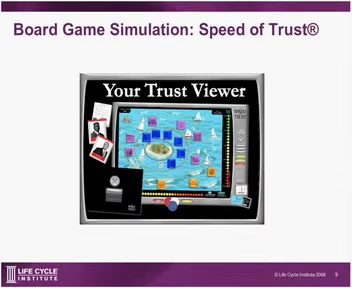 Board Game Simulation: Speed of Trust®
Your Trust Viewer
LIFE CYCLE
INSTITUTE
© Life Cycle Institute 2008 9